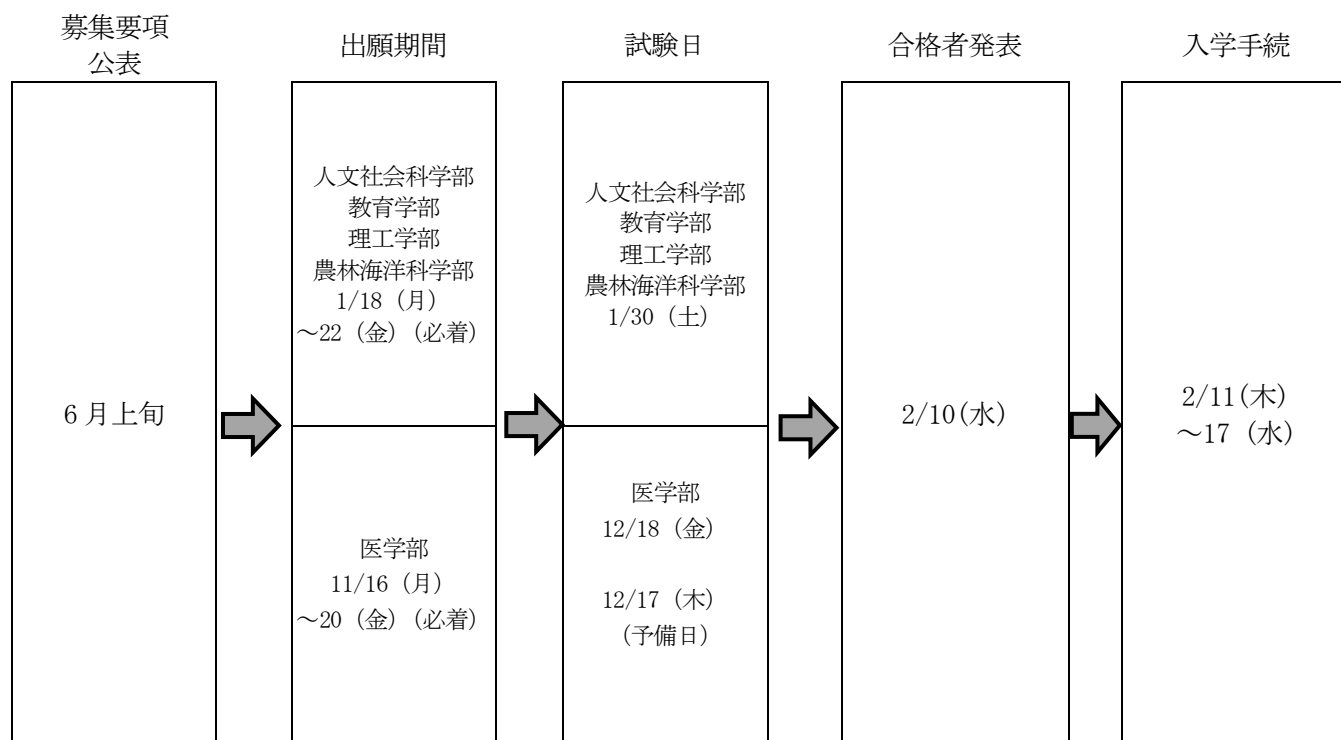 募集要項
公表
出願期間
試験日
合格者発表
入学手続
6月上旬
人文社会科学部
教育学部
理工学部
農林海洋科学部
1/18（月）
～22（金）（必着）
医学部
11/16（月）
～20（金）（必着）
人文社会科学部
教育学部
理工学部
農林海洋科学部
1/30（土）
医学部
12/18（金）
12/17（木）
（予備日）
2/10(水)
2/11(木)
～17（水）